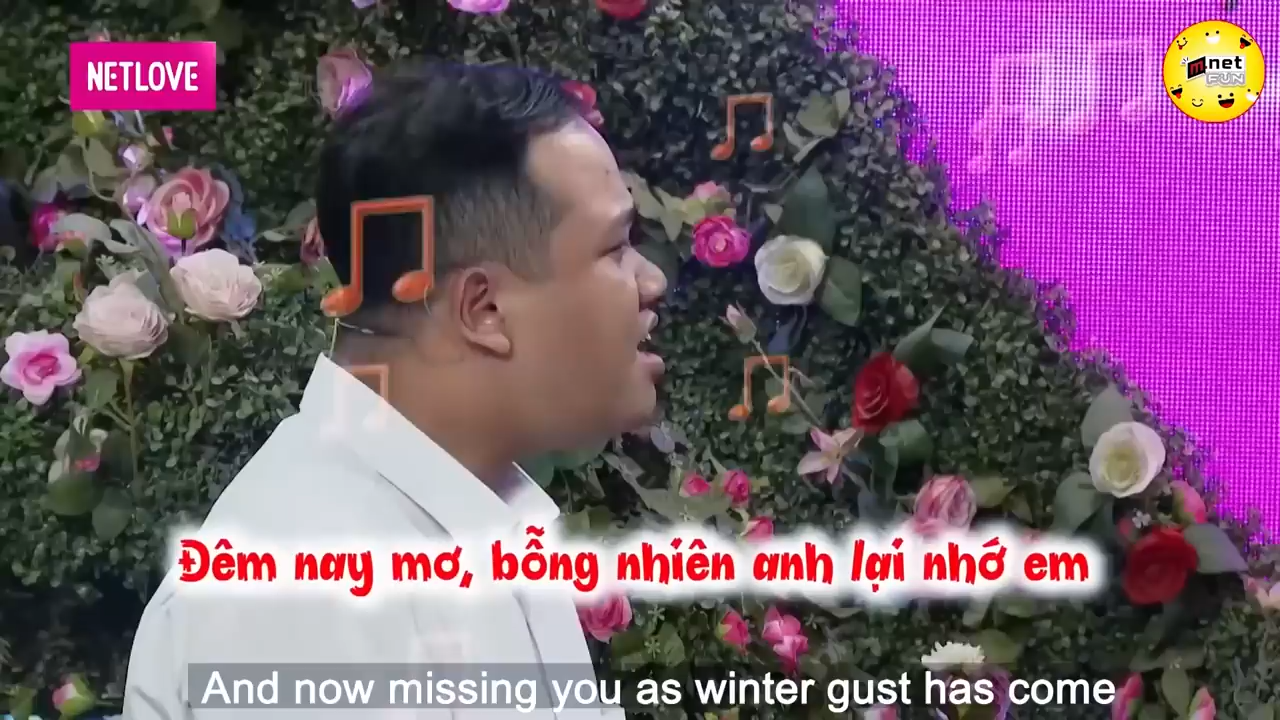 NETLOVE
mnet
FUN
Đêm nay mơ, bỗng nhiên anh lại nhớ em
And now missing you as winter gust has come